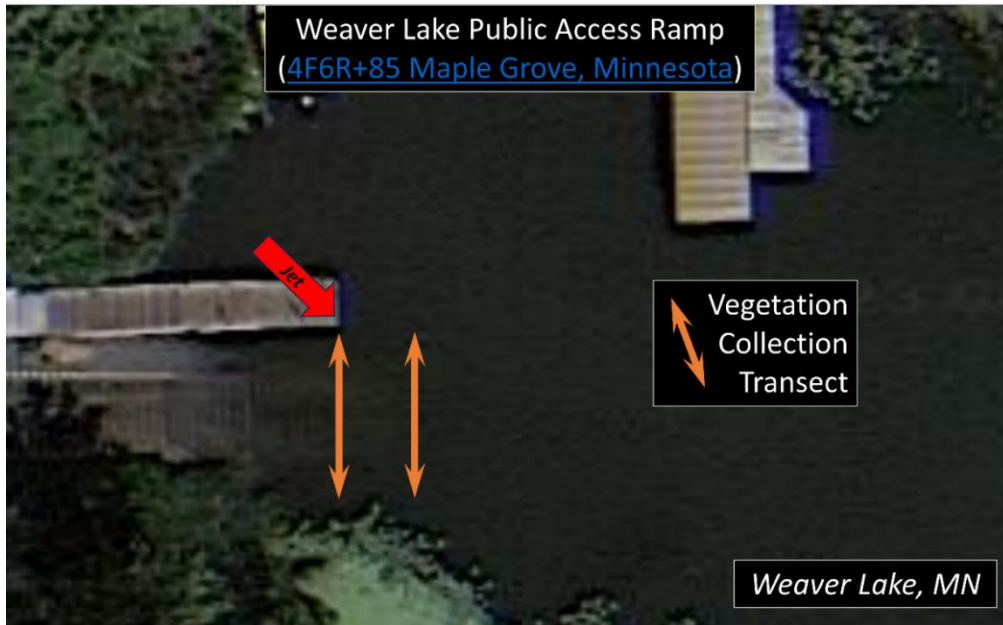 Weaver Lake Public Access Ramp
(4F6R+85 Maple Grove, Minnesota)
Jet
Vegetation
Collection
Transect
Weaver Lake, MN